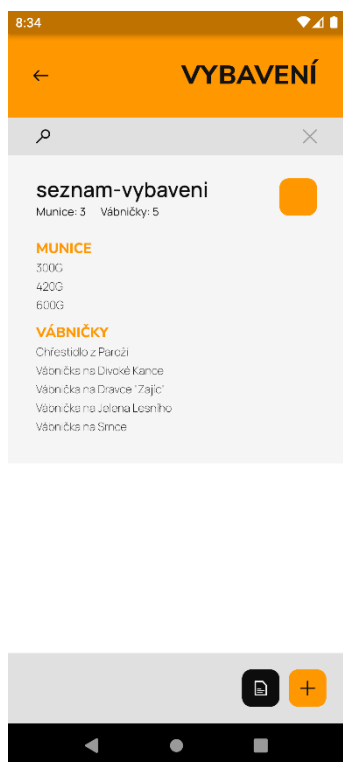 8:34
VYBAVENÍ
seznam-vybaveni
Munice: 3 Vábničky: 5
MUNICE
300G
420G
600G
VÁBNIČKY
Chřestidlo z Paroží
Vábnička na Divoké Kance
Vábnička na Dravce "Zajíc"
Vábnička na Jelena Lesního
Vábnička na Srnce